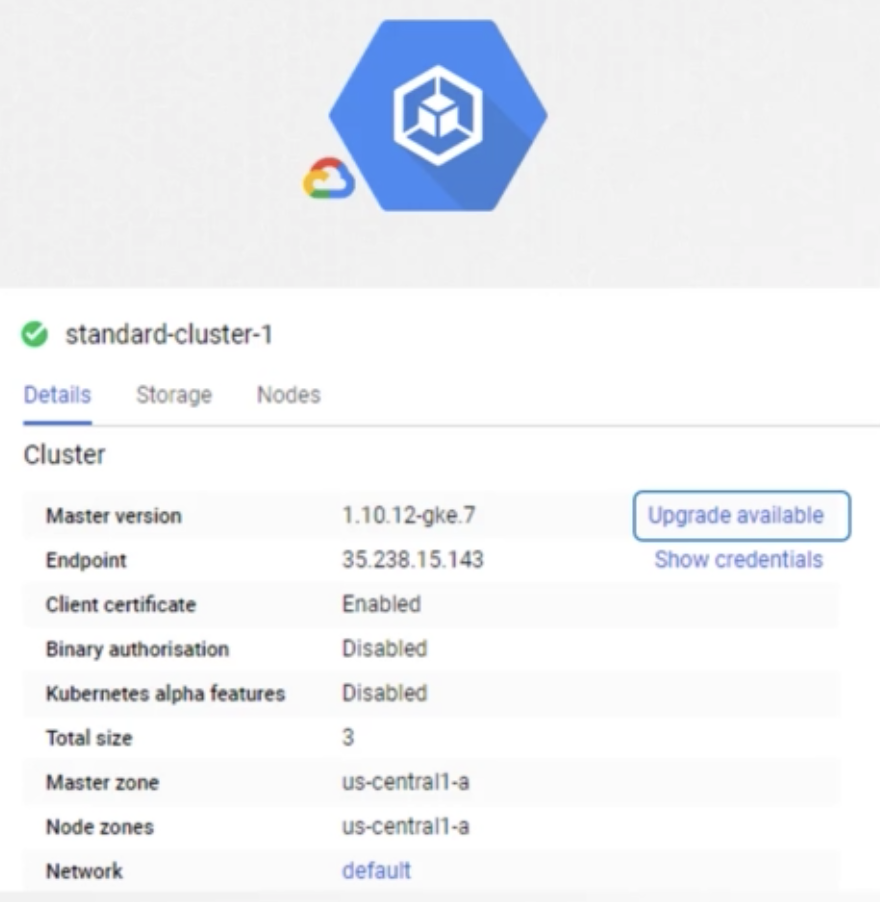 standard-cluster-1
Details Storage Nodes
Cluster
Master version 1.10.12-gke.7 Upgrade available
Endpoint 35.238.15.143 Show credentials
Client certificate Enabled
Binary authorisation Disabled
Kubernetes alpha features Disabled
Total size 3
Master zone us-central1-a
Node zones us-central1-a
Network default